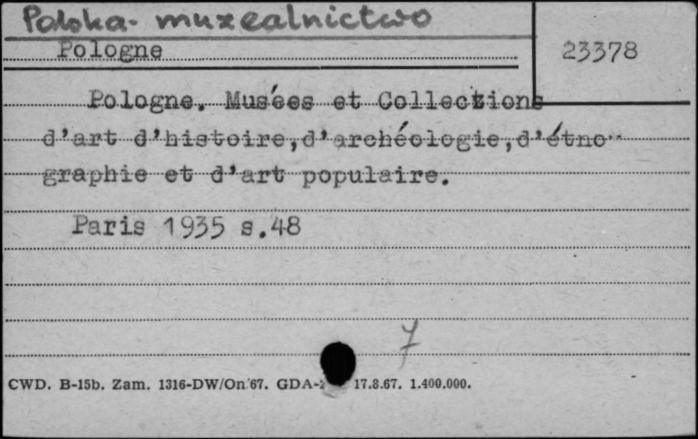 Polska - muzealnictwo
Pologne
23378
Pologne. Musées et Collections
d'art d'histoire,d'archéologie,d'étno-
graphie et d'art populaire.
Paris 1935 s.48
7
CWD. B-15b. Zam. 1316-DW/On/67. GDA- 17.8.67. 1.400.000.